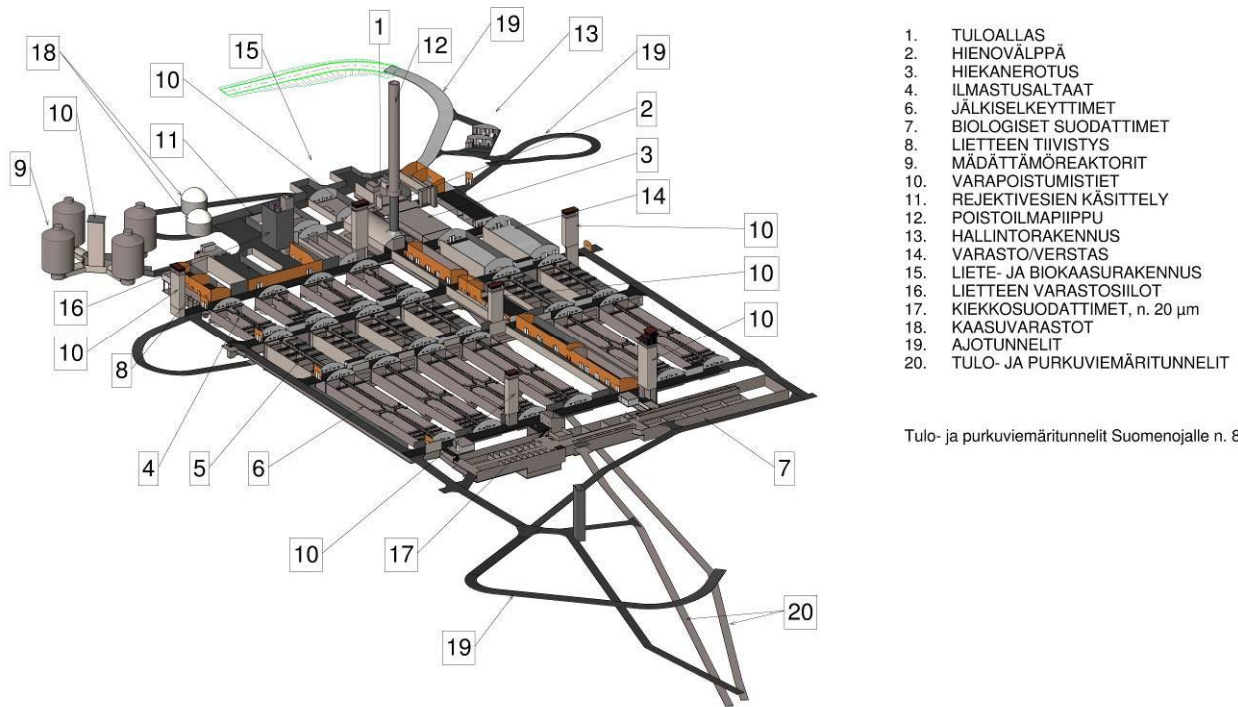 1
19
13
18
15
12
19
10
2
10
11
3
9
14
10
10
16
10
10
8
4
5
6
7
10
17
19
20
1. TULOALLAS
2. HIENOVÄLPPÄ
3. HIEKANEROTUS
4. ILMASTUSALTAAT
6. JÄLKISELKEYTTIMET
7. BIOLOGISET SUODATTIMET
8. LIETTEEN TIIVISTYS
9. MÄDÄTTÄMÖREAKTORIT
10. VARAPOISTUMISTIET
11. REJEKTIVESIEN KÄSITTELY
12. POISTOILMAPIIPPU
13. HALLINTORAKENNUS
14. VARASTO/VERSTAS
15. LIETE- JA BIOKAASURAKENNUS
16. LIETTEEN VARASTOSIILOT
17. KIEKKOSUODATTIMET, n. 20 µm
18. KAASUVARASTOT
19. AJOTUNNELIT
20. TULO- JA PURKUVIEMÄRITUNNELIT
Tulo- ja purkuviemäritunnelit Suomenojalle n. 8